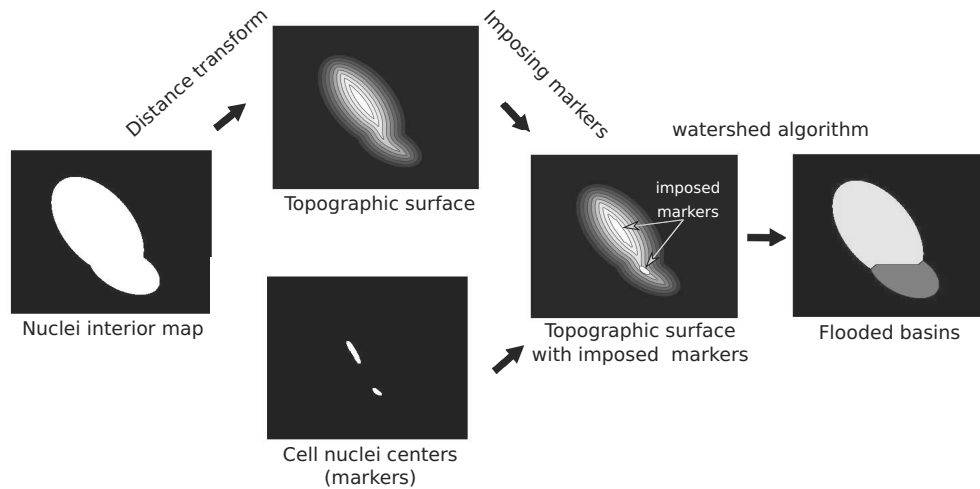 Distance transform
Imposing markers
watershed algorithm
Topographic surface
imposed
markers
Nuclei interior map
Topographic surface
with imposed markers
Flooded basins
Cell nuclei centers
(markers)